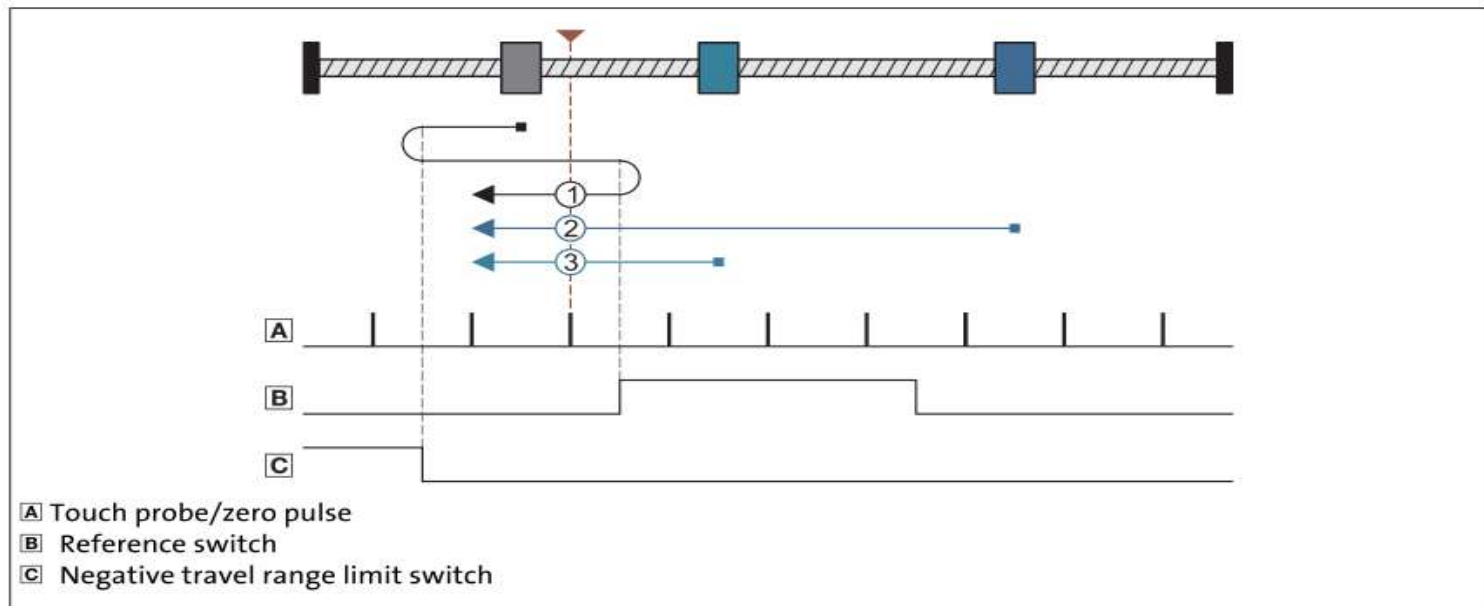 1
2
3
A
B
C
A Touch probe/zero pulse
B Reference switch
C Negative travel range limit switch